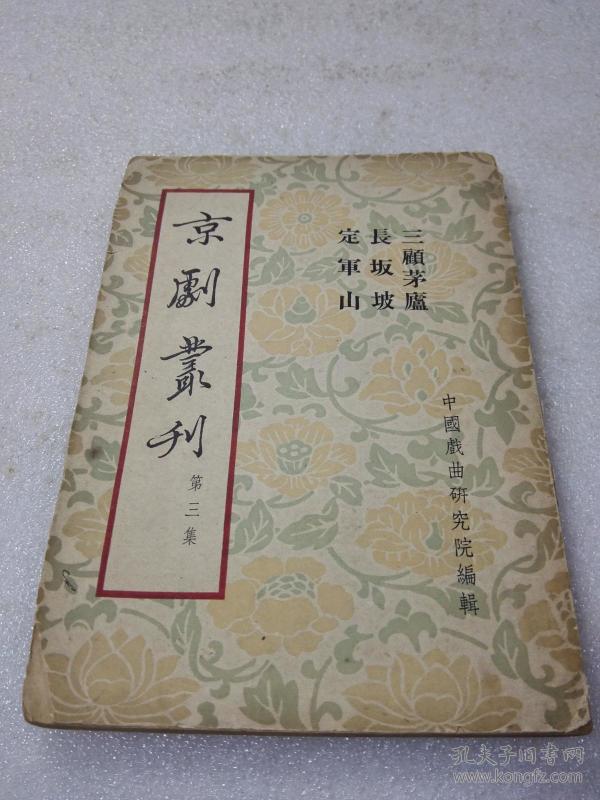 三顧茅廬
長坂坡
定軍山
中國戲曲研究院編輯
京劇叢刊
第三集
孔夫子旧书网
www.kongfz.com